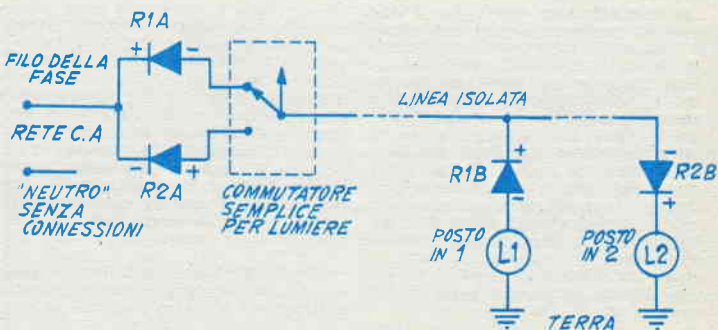 R1A
+
-
FILO DELLA
FASE
RETE C.A
"NEUTRO"
SENZA
CONNESSIONI
-
+
R2A
COMMUTATORE
SEMPLICE
PER LUMIERE
LINEA ISOLATA
+
R1B
-
-
R2B
+
POSTO
IN 1
L1
POSTO
IN 2
L2
TERRA